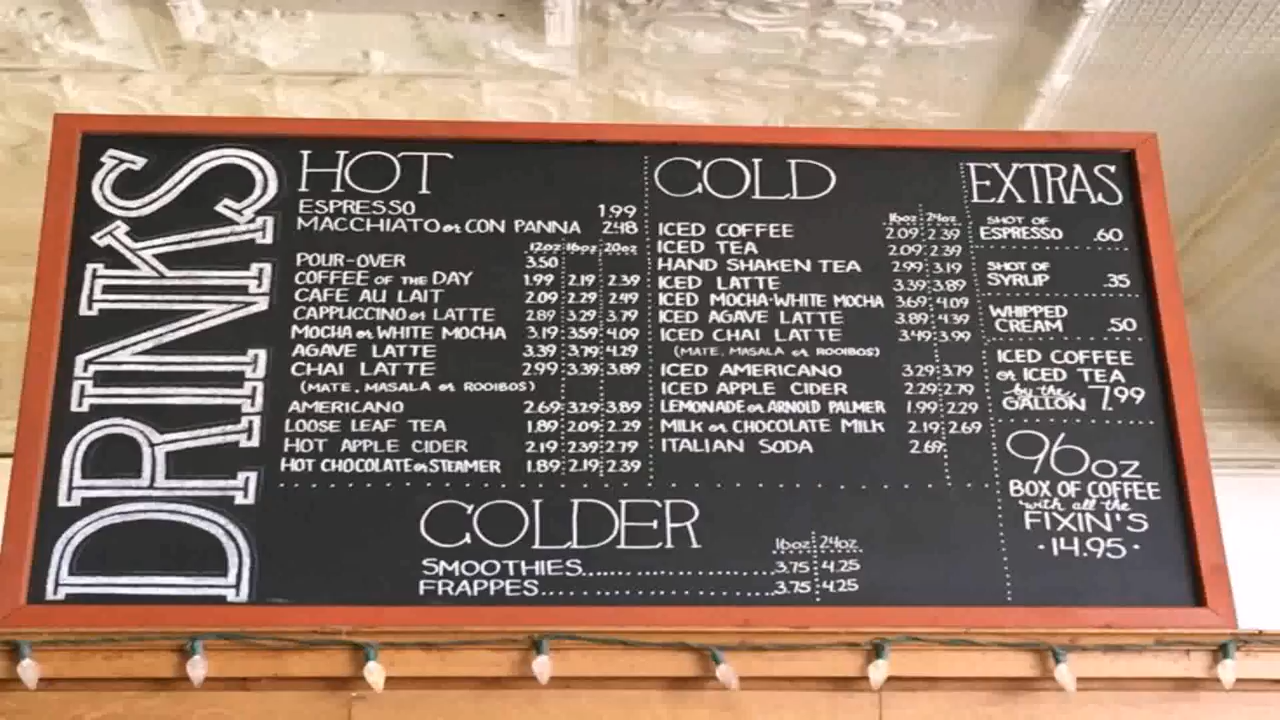 DRINKS
HOT
ESPRESSO 1.99
MACCHIATO or CON PANNA 2.48
12oz 16oz 20oz
POUR-OVER 3.50
COFFEE OF THE DAY 1.99 2.19 2.39
CAFE AU LAIT 2.09 2.29 2.49
CAPPUCCINO or LATTE 2.89 3.29 3.79
MOCHA or WHITE MOCHA 3.19 3.59 4.09
AGAVE LATTE 3.39 3.79 4.29
CHAI LATTE 2.99 3.39 3.89
(MATE, MASALA or ROOIBOS)
AMERICANO 2.69 3.29 3.89
LOOSE LEAF TEA 1.89 2.09 2.29
HOT APPLE CIDER 2.19 2.39 2.79
HOT CHOCOLATE or STEAMER 1.89 2.19 2.39
COLD
16oz 24oz
ICED COFFEE 2.09 2.39
ICED TEA 2.09 2.39
HAND SHAKEN TEA 2.99 3.19
ICED LATTE 3.39 3.89
ICED MOCHA-WHITE MOCHA 3.69 4.09
ICED AGAVE LATTE 3.89 4.39
ICED CHAI LATTE 3.49 3.99
(MATE, MASALA or ROOIBOS)
ICED AMERICANO 3.29 3.79
ICED APPLE CIDER 2.29 2.79
LEMONADE or ARNOLD PALMER 1.99 2.29
MILK or CHOCOLATE MILK 2.19 2.69
ITALIAN SODA 2.69
EXTRAS
SHOT OF
ESPRESSO .60
SHOT OF
SYRUP .35
WHIPPED
CREAM .50
ICED COFFEE
or ICED TEA
by the
GALLON 7.99
96oz
BOX OF COFFEE
with all the
FIXIN'S
·14.95·
COLDER
16oz 24oz
SMOOTHIES 3.75 4.25
FRAPPES 3.75 4.25